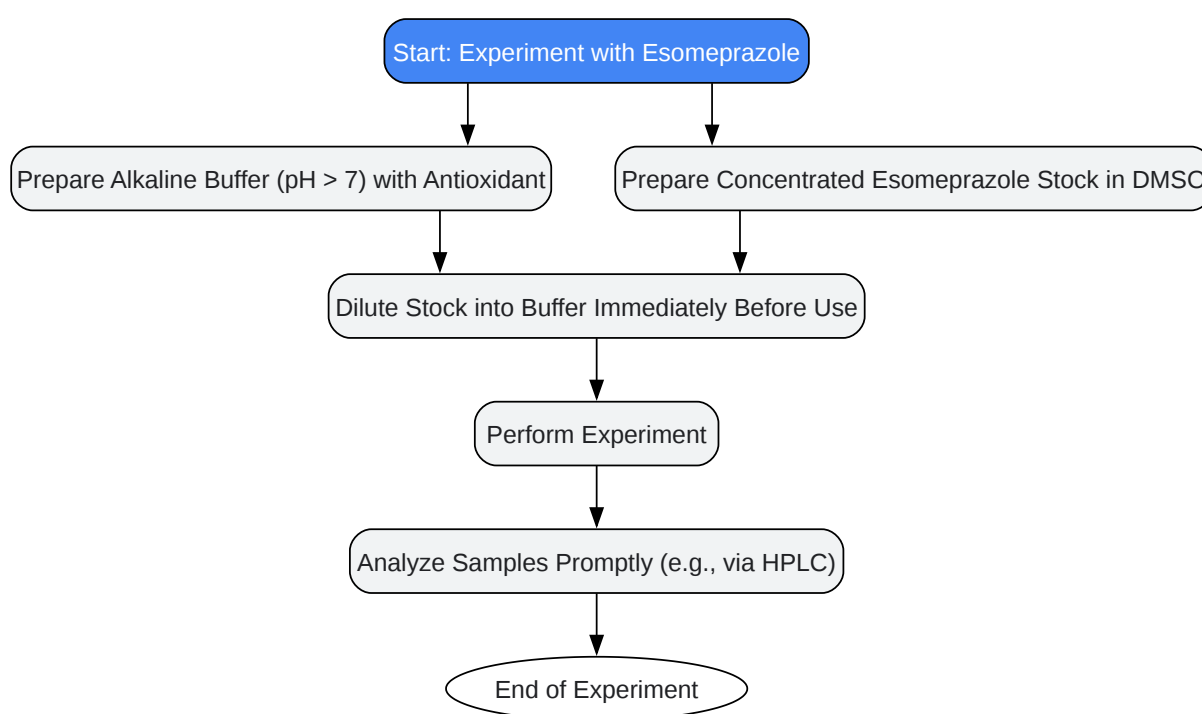 Start: Experiment with Esomeprazole
Prepare Alkaline Buffer (pH > 7) with Antioxidant
Prepare Concentrated Esomeprazole Stock in DMSO
Dilute Stock into Buffer Immediately Before Use
Perform Experiment
Analyze Samples Promptly (e.g., via HPLC)
End of Experiment